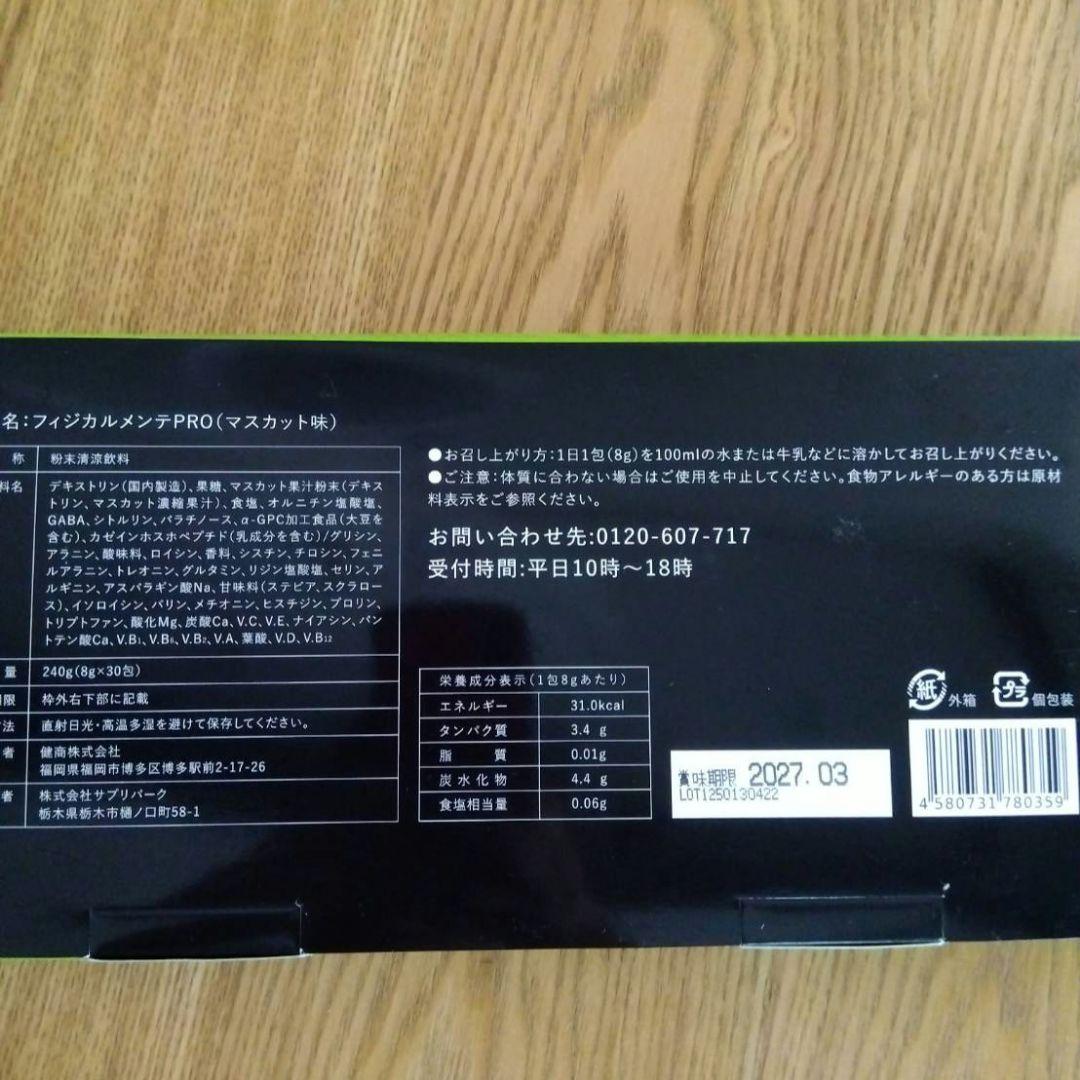 名:フィジカルメンテPRO(マスカット味)
称 粉末清涼飲料
料名 デキストリン(国内製造)、果糖、マスカット果汁粉末(デキス
トリン、マスカット濃縮果汁)、食塩、オルニチン塩酸塩、
GABA、シトルリン、パラチノース、α-GPC加工食品(大豆を
含む)、カゼインホスホペプチド(乳成分を含む)/グリシン、
アラニン、酸味料、ロイシン、香料、シスチン、チロシン、フェニ
ルアラニン、トレオニン、グルタミン、リジン塩酸塩、セリン、ア
ルギニン、アスパラギン酸Na、甘味料(ステビア、スクラロー
ス)、イソロイシン、バリン、メチオニン、ヒスチジン、プロリン、
トリプトファン、酸化Mg、炭酸Ca、V.C、V.E、ナイアシン、パン
トテン酸Ca、V.B₁、V.B₆、V.B₂、V.A、葉酸、V.D、V.B₁₂
量 240g(8g×30包)
期限 枠外右下部に記載
方法 直射日光・高温多湿を避けて保存してください。
者 健商株式会社
福岡県福岡市博多区博多駅前2-17-26
者 株式会社サプリパーク
栃木県栃木市樋ノ口町58-1
●お召し上がり方:1日1包(8g)を100mlの水または牛乳などに溶かしてお召し上がりください。
●ご注意:体質に合わない場合はご使用を中止してください。食物アレルギーのある方は原材
料表示をご参照ください。
お問い合わせ先:0120-607-717
受付時間:平日10時〜18時
栄養成分表示(1包8gあたり)
エネルギー 31.0kcal
タンパク質 3.4 g
脂質 0.01g
炭水化物 4.4 g
食塩相当量 0.06g
賞味期限 2027.03
LOT1250130422
紙 外箱
プラ 個包装
4 580731 780359